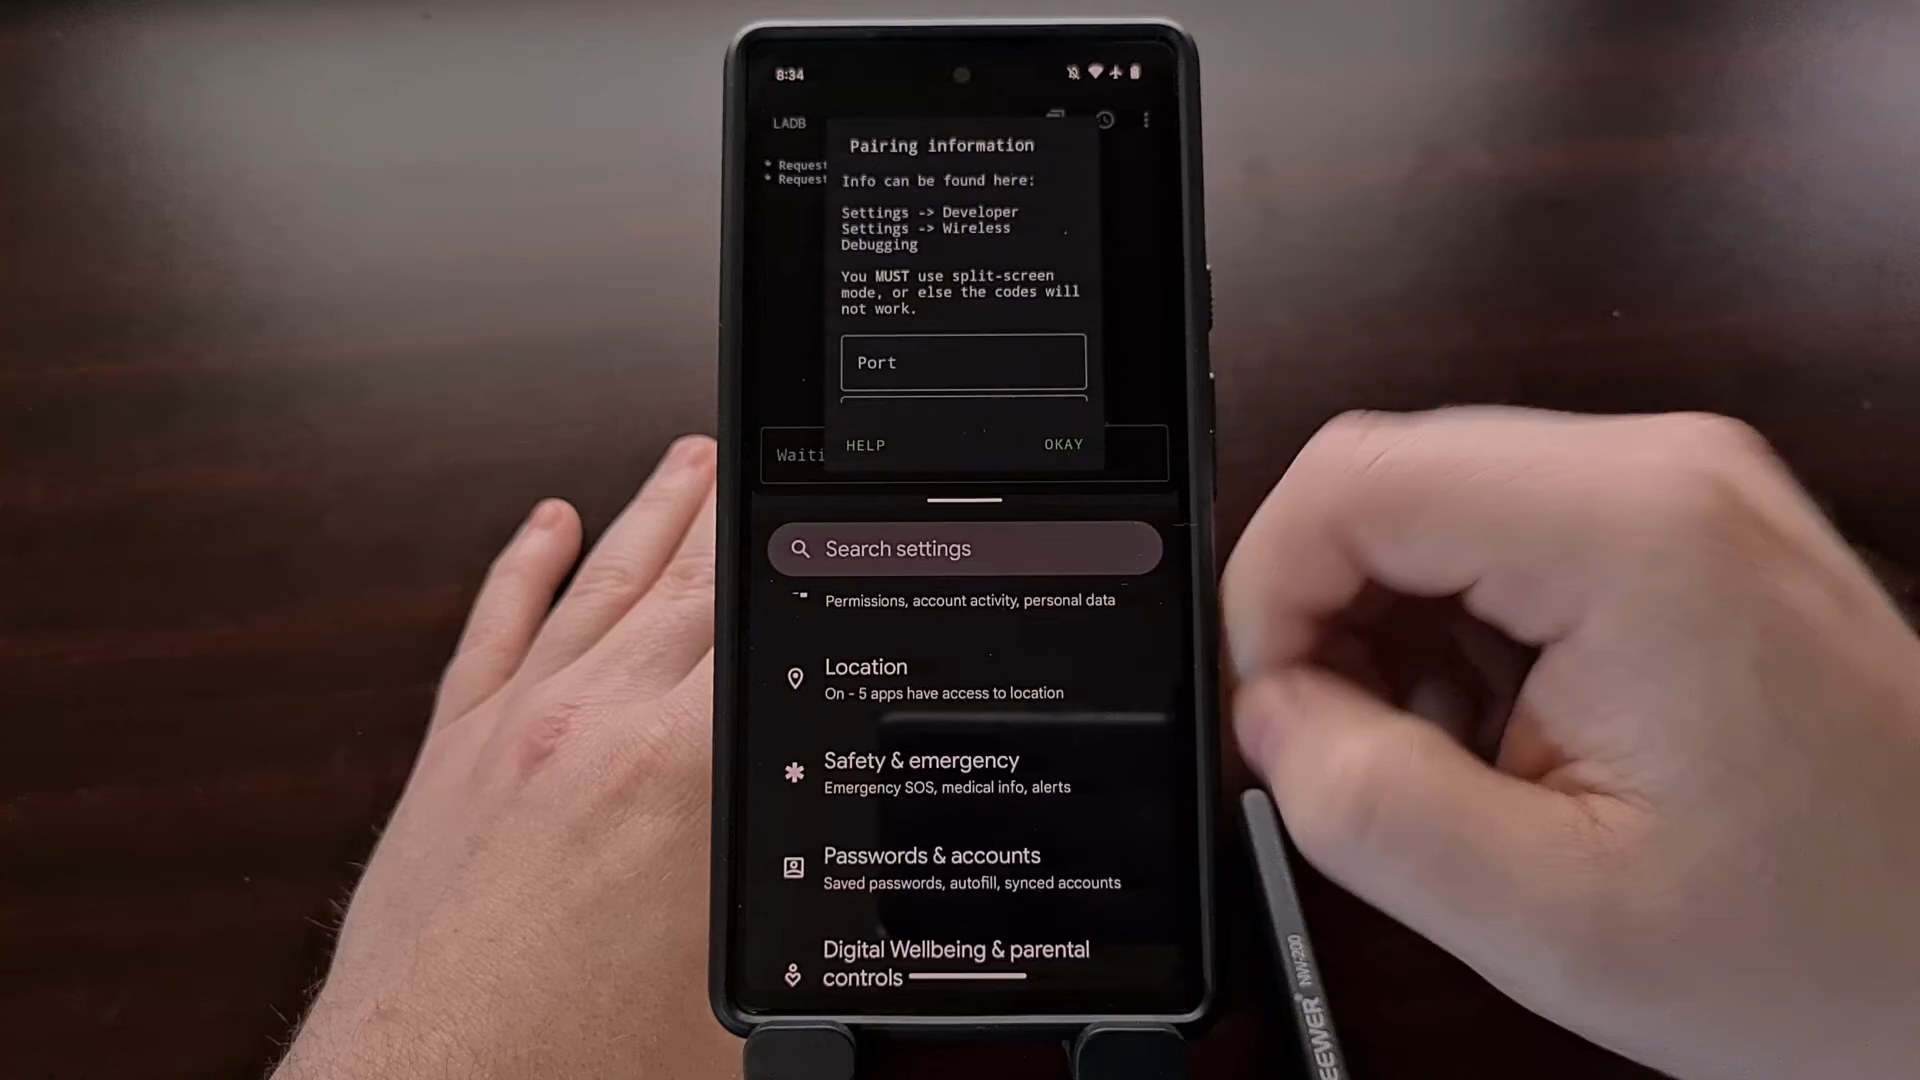 8:34
LADB
* Request
* Request
Pairing information
Info can be found here:
Settings -> Developer
Settings -> Wireless
Debugging
You MUST use split-screen
mode, or else the codes will
not work.
Port
HELP
OKAY
Waiti
Search settings
Permissions, account activity, personal data
Location
On - 5 apps have access to location
Safety & emergency
Emergency SOS, medical info, alerts
Passwords & accounts
Saved passwords, autofill, synced accounts
Digital Wellbeing & parental
controls
EEWER® NW-200